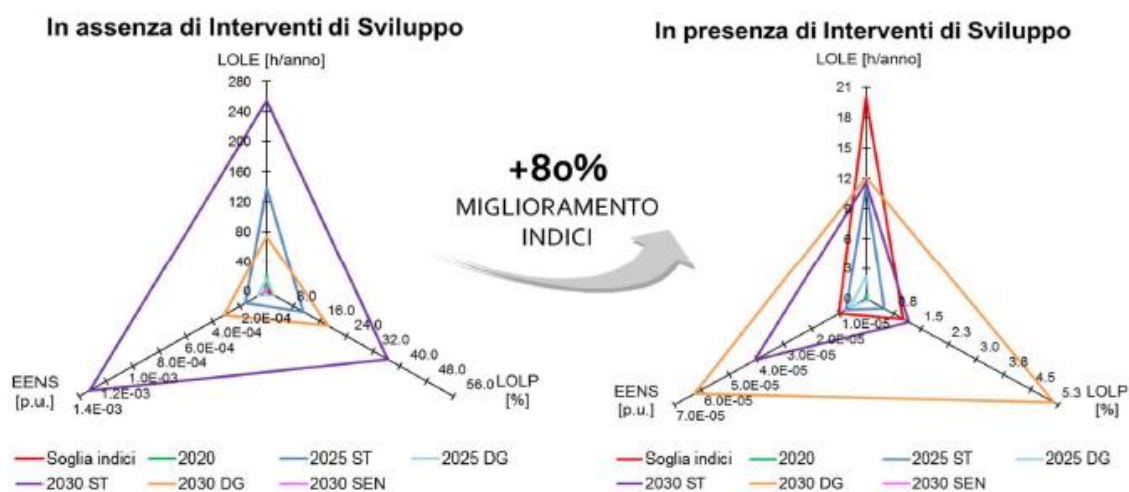 In assenza di Interventi di Sviluppo
LOLE [h/anno]
280
240
200
160
120
80
40
0
8.0
16.0
24.0
32.0
40.0
48.0
56.0
LOLP
[%]
2.0E-04
4.0E-04
6.0E-04
8.0E-04
1.0E-03
1.2E-03
1.4E-03
EENS
[p.u.]
Soglia indici
2020
2025 ST
2025 DG
2030 ST
2030 DG
2030 SEN
+80%
MIGLIORAMENTO
INDICI
In presenza di Interventi di Sviluppo
LOLE [h/anno]
21
18
15
12
9
6
3
0
0.8
1.5
2.3
3.0
3.8
4.5
5.3
LOLP
[%]
1.0E-05
2.0E-05
3.0E-05
4.0E-05
5.0E-05
6.0E-05
7.0E-05
EENS
[p.u.]
Soglia indici
2020
2025 ST
2025 DG
2030 ST
2030 DG
2030 SEN